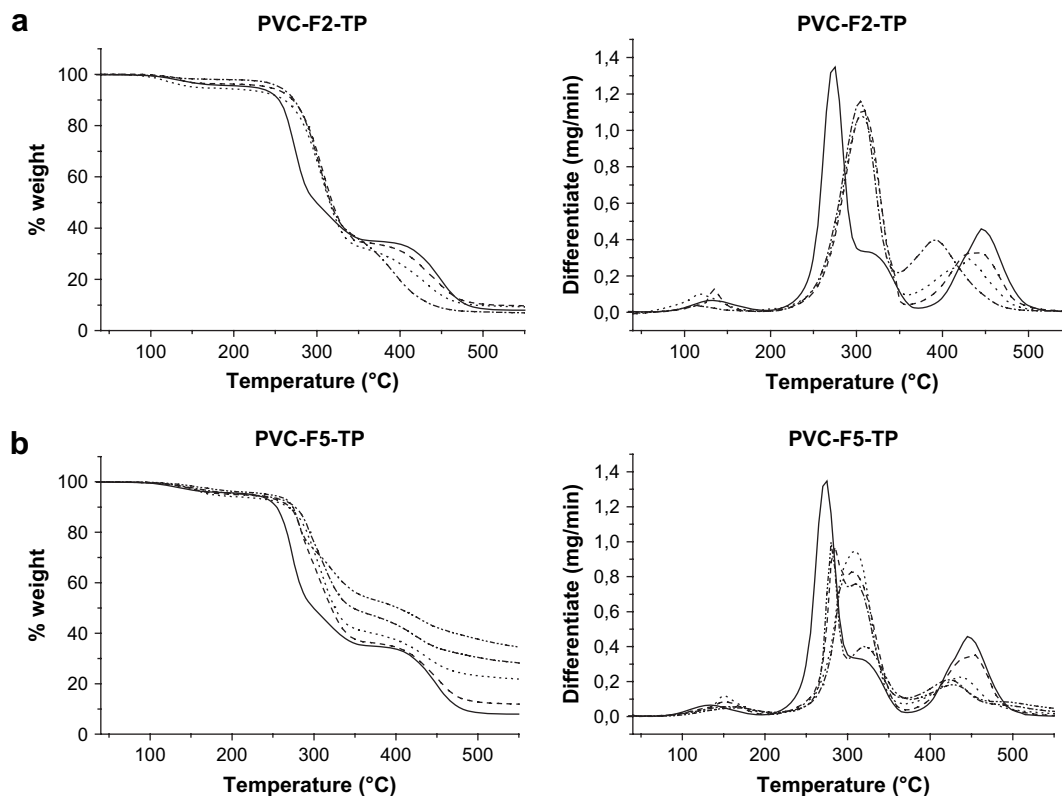 a
PVC-F2-TP
% weight
100
80
60
40
20
0
100 200 300 400 500
Temperature (°C)
PVC-F2-TP
Differentiate (mg/min)
1,4
1,2
1,0
0,8
0,6
0,4
0,2
0,0
100 200 300 400 500
Temperature (°C)
b
PVC-F5-TP
% weight
100
80
60
40
20
0
100 200 300 400 500
Temperature (°C)
PVC-F5-TP
Differentiate (mg/min)
1,4
1,2
1,0
0,8
0,6
0,4
0,2
0,0
100 200 300 400 500
Temperature (°C)